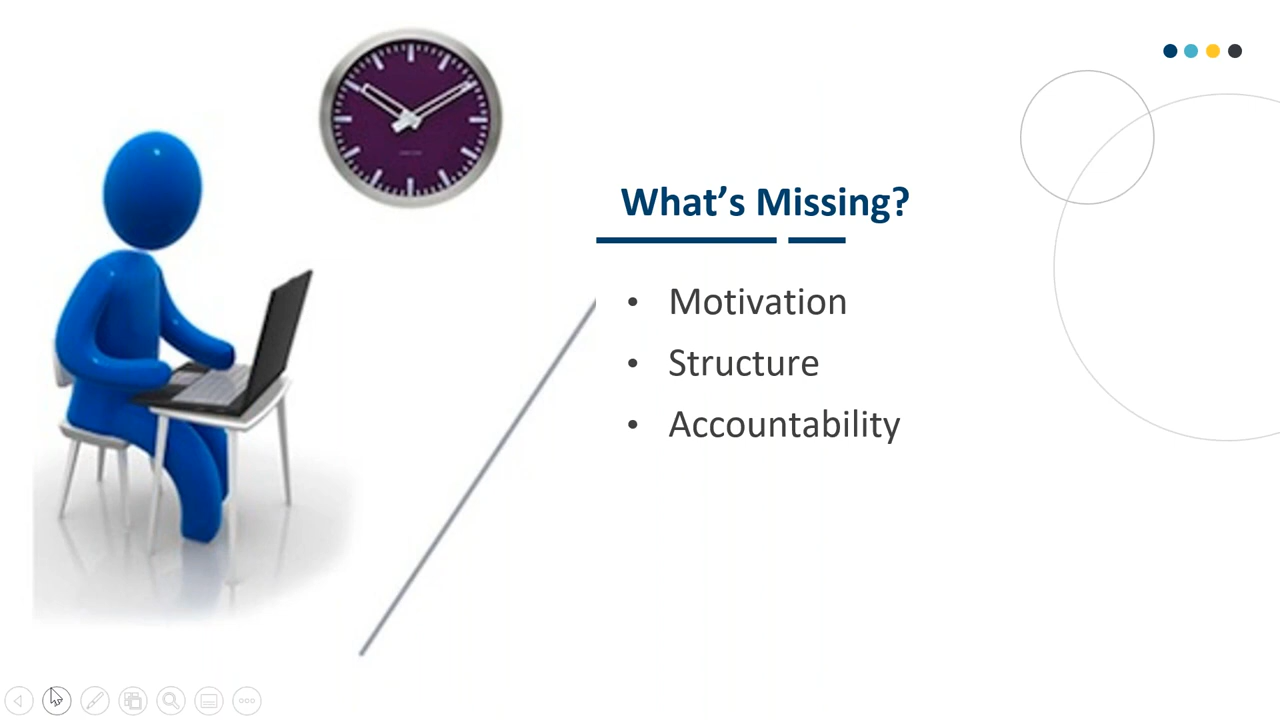 What's Missing?
• Motivation
• Structure
• Accountability